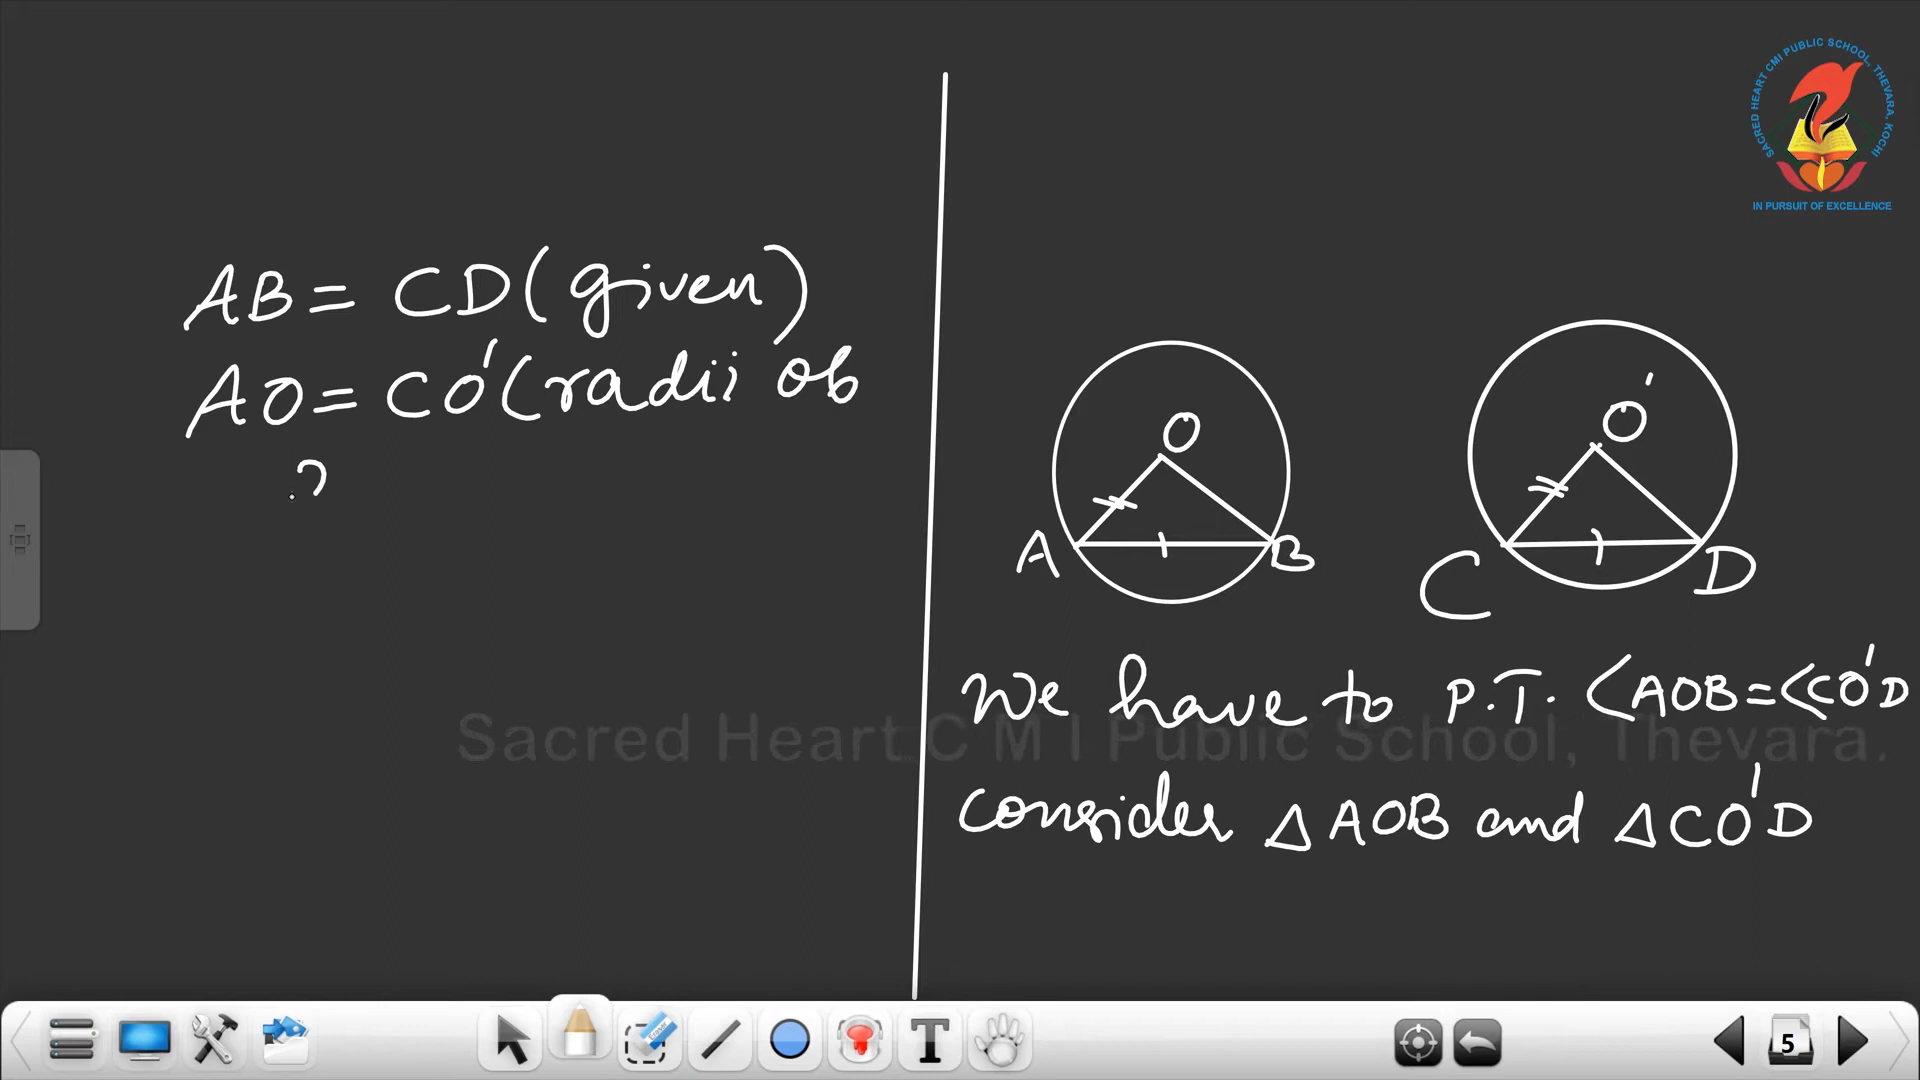 AB = CD (given)
AO = CO' (radii of
O
A
B
O'
C
D
We have to P.T. <AOB = <CO'D
consider △ AOB and △ CO'D
Sacred Heart C M I Public School, Thevara.
SACRED HEART CMI PUBLIC SCHOOL, THEVARA, KOCHI
IN PURSUIT OF EXCELLENCE
T
5